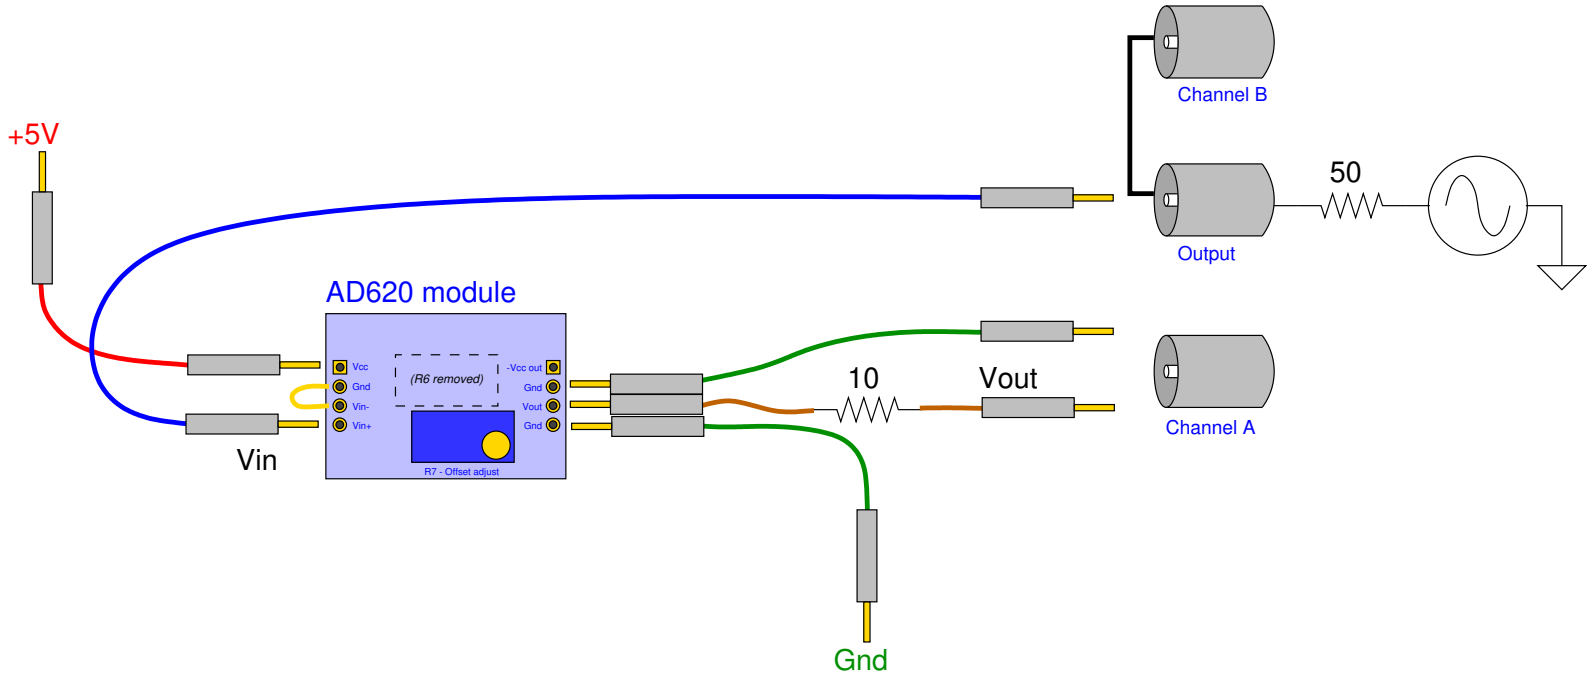 Channel B
+5V
50
Output
AD620 module
Vcc
Gnd
Vin-
Vin+
(R6 removed)
-Vcc out
Gnd
Vout
Gnd
R7 - Offset adjust
10
Vout
Channel A
Vin
Gnd